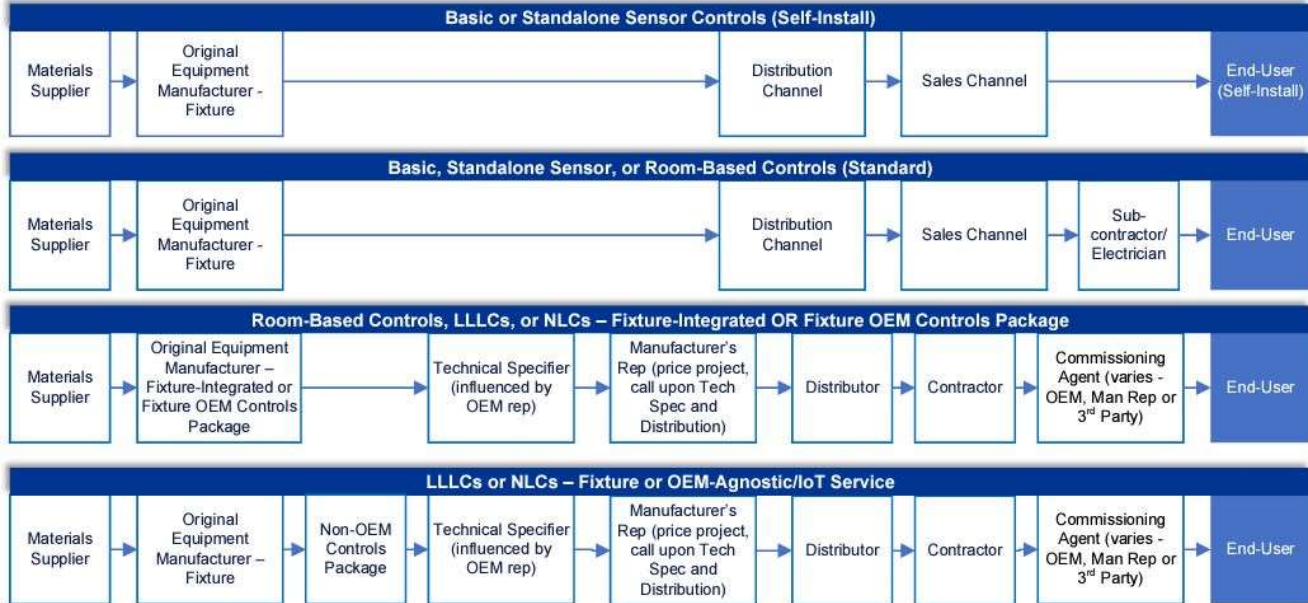 Basic or Standalone Sensor Controls (Self-Install)
Materials
Supplier
Original
Equipment
Manufacturer -
Fixture
Distribution
Channel
Sales Channel
End-User
(Self-Install)
Basic, Standalone Sensor, or Room-Based Controls (Standard)
Materials
Supplier
Original
Equipment
Manufacturer -
Fixture
Distribution
Channel
Sales Channel
Sub-
contractor/
Electrician
End-User
Room-Based Controls, LLLCs, or NLCs – Fixture-Integrated OR Fixture OEM Controls Package
Materials
Supplier
Original Equipment
Manufacturer –
Fixture-Integrated or
Fixture OEM Controls
Package
Technical Specifier
(influenced by
OEM rep)
Manufacturer's
Rep (price project,
call upon Tech
Spec and
Distribution)
Distributor
Contractor
Commissioning
Agent (varies -
OEM, Man Rep or
3rd Party)
End-User
LLLCs or NLCs – Fixture or OEM-Agnostic/IoT Service
Materials
Supplier
Original
Equipment
Manufacturer –
Fixture
Non-OEM
Controls
Package
Technical Specifier
(influenced by
OEM rep)
Manufacturer's
Rep (price project,
call upon Tech
Spec and
Distribution)
Distributor
Contractor
Commissioning
Agent (varies -
OEM, Man Rep or
3rd Party)
End-User